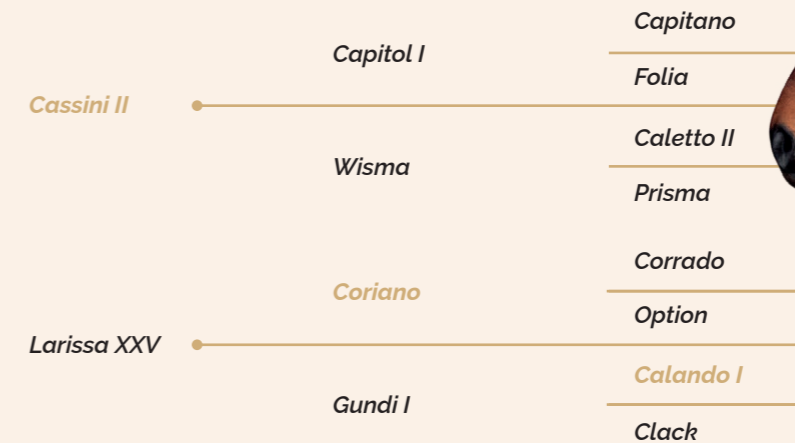 Capitano
Capitol I
Folia
Cassini II
Caletto II
Wisma
Prisma
Corrado
Coriano
Option
Larissa XXV
Calando I
Gundi I
Clack